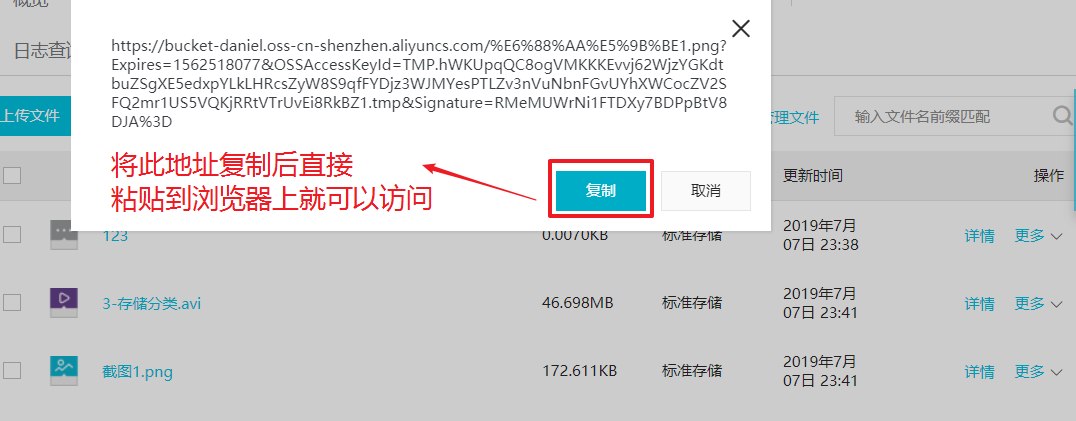 概览
日志查询
https://bucket-daniel.oss-cn-shenzhen.aliyuncs.com/%E6%88%AA%E5%9B%BE1.png?
Expires=1562518077&OSSAccessKeyId=TMP.hWKUpqQC8ogVMKKKEvvj62WjzYGKdt
buZSgXE5edxpYLkLHRcsZyW8S9qfFYDjz3WJMYesPTLZv3nVuNbnFGvUYhXWCocZV2S
FQ2mr1US5VQKjRRtVTrUvEi8RkBZ1.tmp&Signature=RMeMUWrNi1FTDXy7BDPpBtV8
DJA%3D
上传文件
管理文件
输入文件名前缀匹配
将此地址复制后直接
粘贴到浏览器上就可以访问
复制
取消
更新时间
操作
123
0.0070KB
标准存储
2019年7月
07日 23:38
详情
更多
3-存储分类.avi
46.698MB
标准存储
2019年7月
07日 23:41
详情
更多
截图1.png
172.611KB
标准存储
2019年7月
07日 23:41
详情
更多